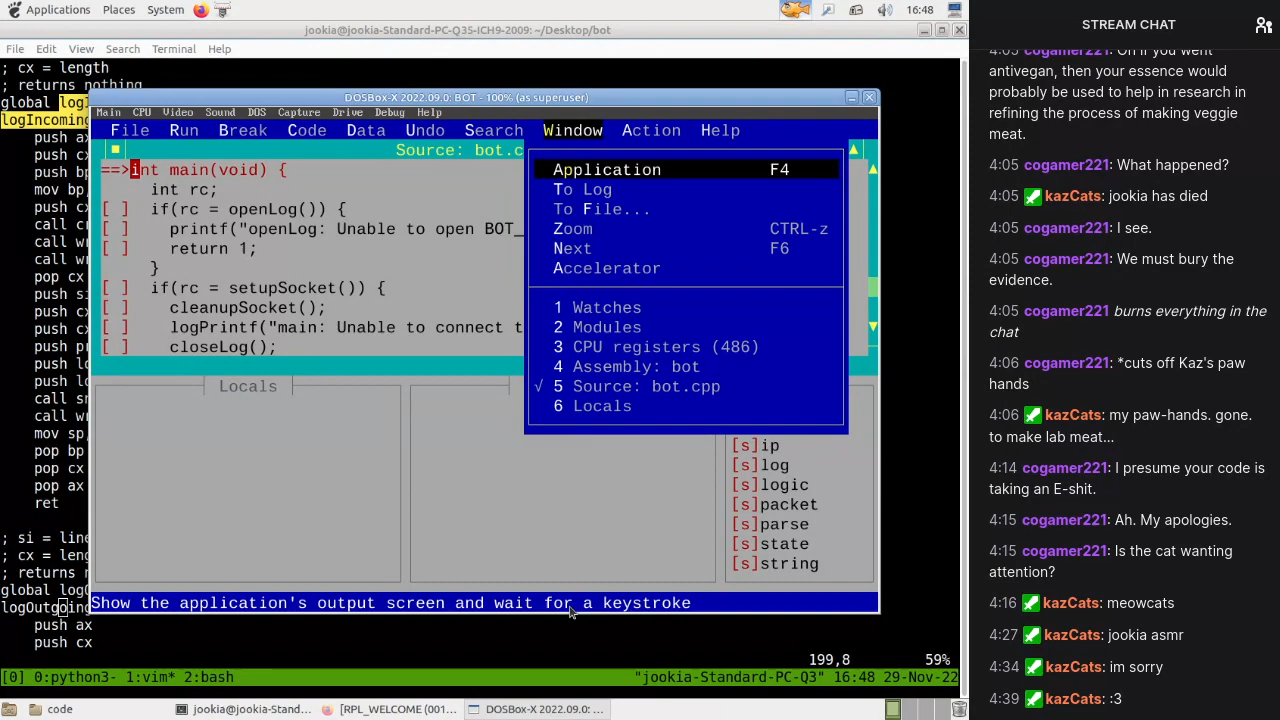 Applications Places System 16:48
jookia@jookia-Standard-PC-Q35-ICH9-2009: ~/Desktop/bot
File Edit View Search Terminal Help
; cx = length
; returns nothing
global log
logIncoming
push ax
push cx
push bp
mov bp,
push cx
call cr
call wr
pop cx
push si
push cx
push pr
push lo
push lo
call sn
call wr
mov sp,
pop bp
pop cx
pop ax
ret
; si = line
; cx = leng
; returns n
global logO
logOutgoing
push ax
push cx
199,8 59%
[0] 0:python3- 1:vim* 2:bash "jookia-Standard-PC-Q3" 16:48 29-Nov-22
DOSBox-X 2022.09.0: BOT - 100% (as superuser)
Main CPU Video Sound DOS Capture Drive Debug Help
File Run Break Code Data Undo Search Window Action Help
Source: bot.c
==>int main(void) {
int rc;
[ ] if(rc = openLog()) {
[ ] printf("openLog: Unable to open BOT_
[ ] return 1;
}
[ ] if(rc = setupSocket()) {
[ ] cleanupSocket();
[ ] logPrintf("main: Unable to connect t
[ ] closeLog();
Application F4
To Log
To File...
Zoom CTRL-z
Next F6
Accelerator
1 Watches
2 Modules
3 CPU registers (486)
4 Assembly: bot
√ 5 Source: bot.cpp
6 Locals
Locals
[s]ip
[s]log
[s]logic
[s]packet
[s]parse
[s]state
[s]string
Show the application's output screen and wait for a keystroke
code jookia@jookia-Stand... [RPL_WELCOME (001... DOSBox-X 2022.09.0: ...
STREAM CHAT
4:05 cogamer221: Oh if you went
antivegan, then your essence would
probably be used to help in research in
refining the process of making veggie
meat.
4:05 cogamer221: What happened?
4:05 kazCats: jookia has died
4:05 cogamer221: I see.
4:05 cogamer221: We must bury the
evidence.
4:05 cogamer221 burns everything in the
chat
4:06 cogamer221: *cuts off Kaz's paw
hands
4:06 kazCats: my paw-hands. gone.
to make lab meat...
4:14 cogamer221: I presume your code is
taking an E-shit.
4:15 cogamer221: Ah. My apologies.
4:15 cogamer221: Is the cat wanting
attention?
4:16 kazCats: meowcats
4:27 kazCats: jookia asmr
4:34 kazCats: im sorry
4:39 kazCats: :3